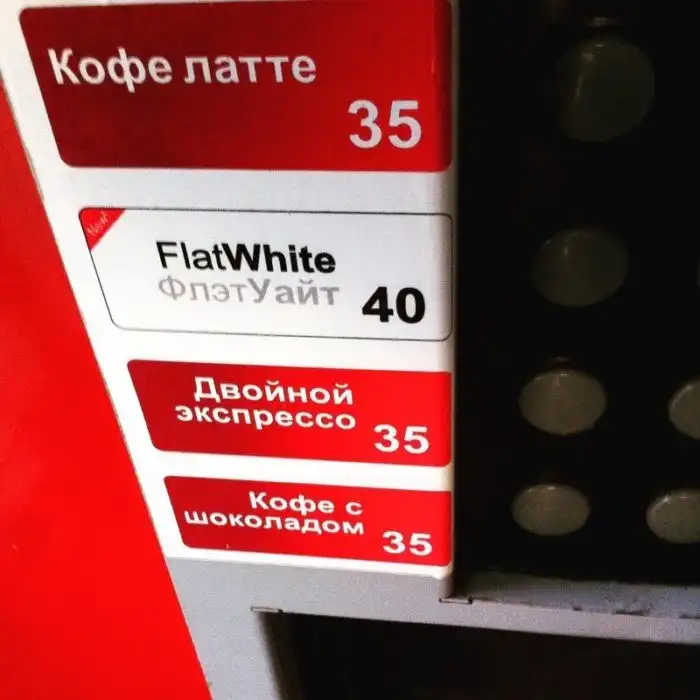 Кофе латте
35
New!
FlatWhite
ФлэтУайт 40
Двойной
экспрессо 35
Кофе с
шоколадом
35